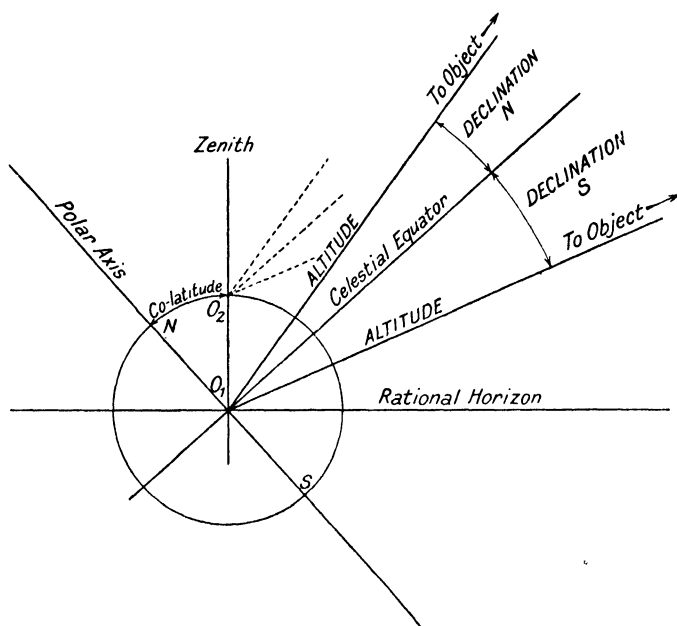 To Object
DECLINATION
N
Zenith
DECLINATION
S
To Object
Polar Axis
ALTITUDE
Celestial Equator
Co-latitude
O₂
N
ALTITUDE
O₁
Rational Horizon
S